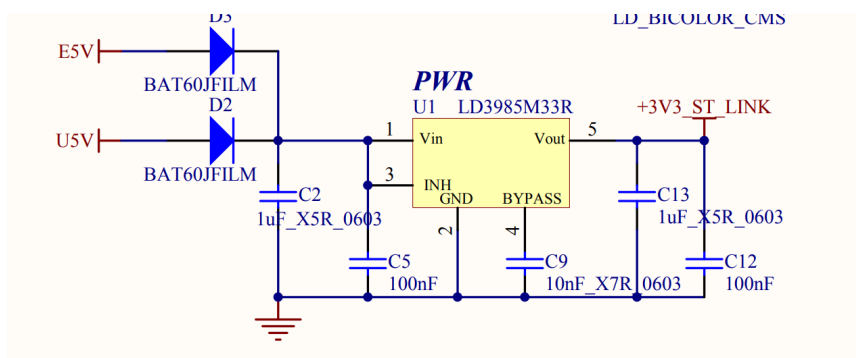 D3
LD_BICOLOR_CMS
E5V
BAT60JFILM
PWR
D2
U1 LD3985M33R
+3V3_ST_LINK
U5V
1
Vin
Vout
5
BAT60JFILM
3
INH
C2
GND
BYPASS
C13
1uF_X5R_0603
1uF_X5R_0603
2
4
C5
C9
C12
100nF
10nF_X7R_0603
100nF